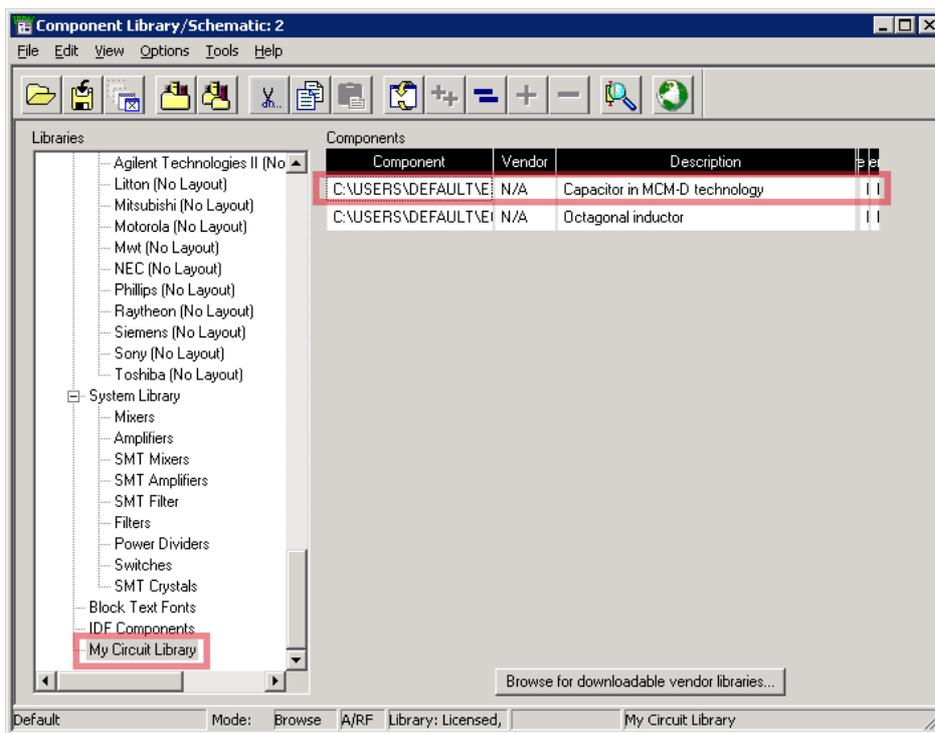 Component Library/Schematic: 2
File Edit View Options Tools Help
Libraries
Components
Component Vendor Description
C:\USERS\DEFAULT\E N/A Capacitor in MCM-D technology
C:\USERS\DEFAULT\E N/A Octagonal inductor
Agilent Technologies II (No
Litton (No Layout)
Mitsubishi (No Layout)
Motorola (No Layout)
Mwt (No Layout)
NEC (No Layout)
Phillips (No Layout)
Raytheon (No Layout)
Siemens (No Layout)
Sony (No Layout)
Toshiba (No Layout)
System Library
Mixers
Amplifiers
SMT Mixers
SMT Amplifiers
SMT Filter
Filters
Power Dividers
Switches
SMT Crystals
Block Text Fonts
IDF Components
My Circuit Library
Browse for downloadable vendor libraries...
Default Mode: Browse A/RF Library: Licensed, My Circuit Library